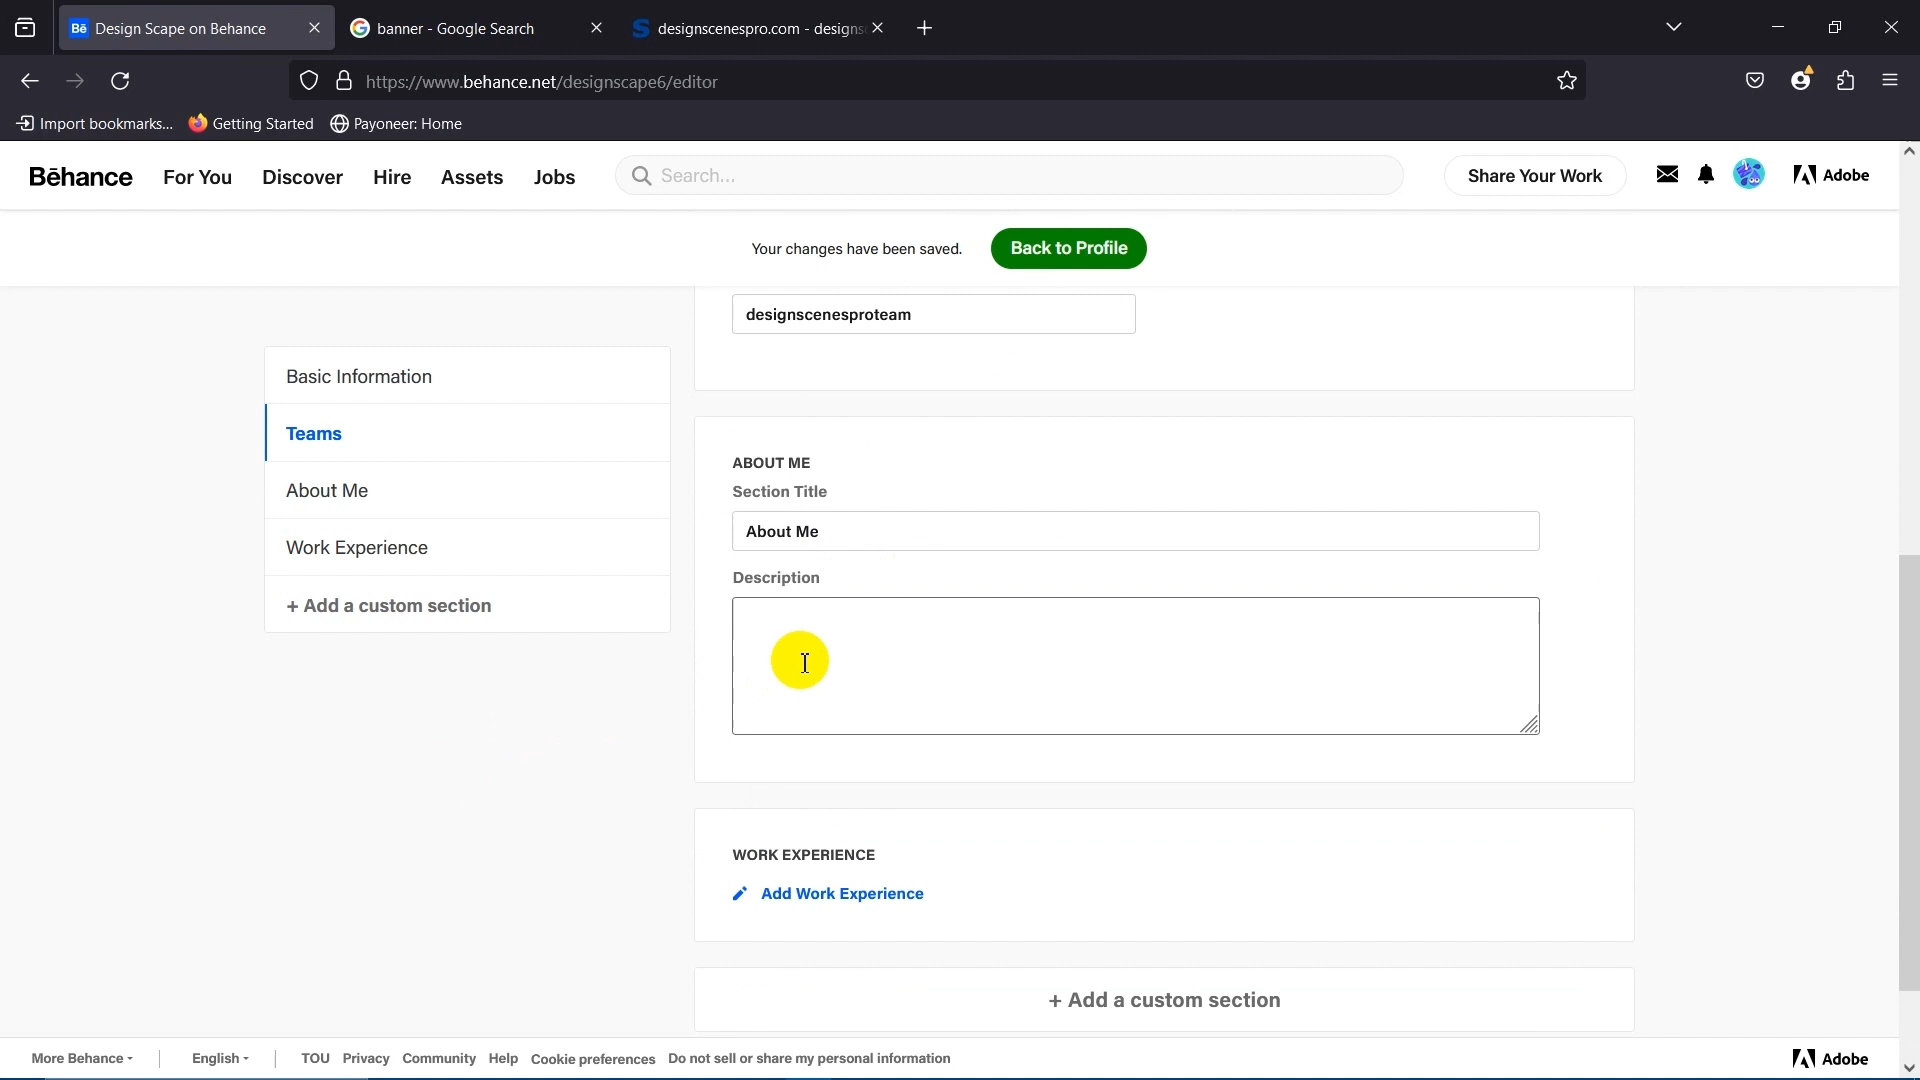 Bē Design Scape on Behance
banner - Google Search
designscenespro.com - designs
https://www.behance.net/designscape6/editor
Import bookmarks...
Getting Started
Payoneer: Home
Bēhance
For You
Discover
Hire
Assets
Jobs
Search...
Share Your Work
Adobe
Your changes have been saved.
Back to Profile
designscenesproteam
Basic Information
Teams
About Me
Work Experience
+ Add a custom section
ABOUT ME
Section Title
About Me
Description
WORK EXPERIENCE
Add Work Experience
+ Add a custom section
More Behance
English
TOU
Privacy
Community
Help
Cookie preferences
Do not sell or share my personal information
Adobe